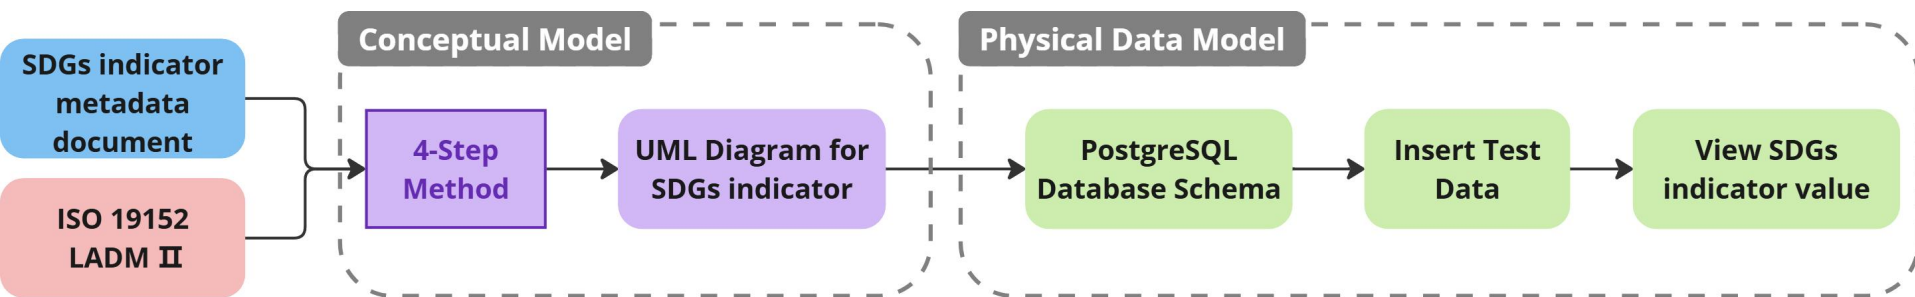 SDGs indicator
metadata
document
ISO 19152
LADM Ⅱ
Conceptual Model
4-Step
Method
UML Diagram for
SDGs indicator
Physical Data Model
PostgreSQL
Database Schema
Insert Test
Data
View SDGs
indicator value